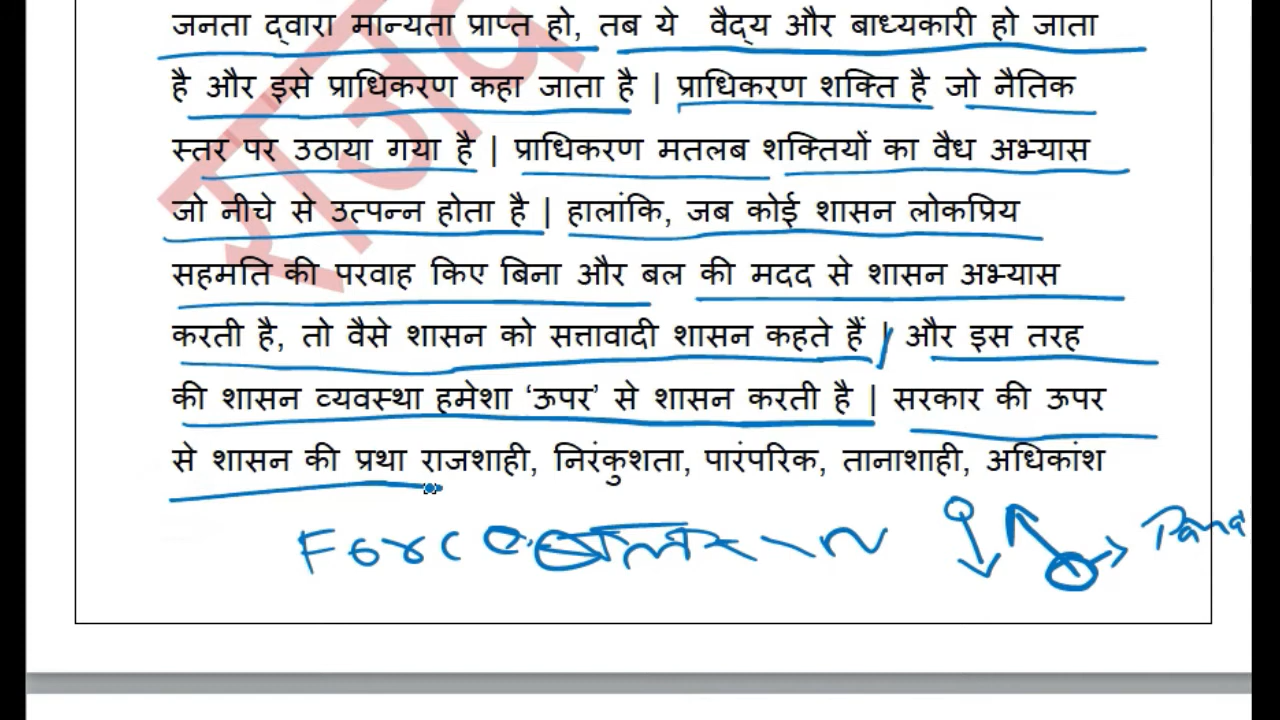 जनता द्वारा मान्यता प्राप्त हो, तब ये वैद्य और बाध्यकारी हो जाता
है और इसे प्राधिकरण कहा जाता है | प्राधिकरण शक्ति है जो नैतिक
स्तर पर उठाया गया है | प्राधिकरण मतलब शक्तियों का वैध अभ्यास
जो नीचे से उत्पन्न होता है | हालांकि, जब कोई शासन लोकप्रिय
सहमति की परवाह किए बिना और बल की मदद से शासन अभ्यास
करती है, तो वैसे शासन को सत्तावादी शासन कहते हैं | और इस तरह
की शासन व्यवस्था हमेशा ‘ऊपर’ से शासन करती है | सरकार की ऊपर
से शासन की प्रथा राजशाही, निरंकुशता, पारंपरिक, तानाशाही, अधिकांश
Force